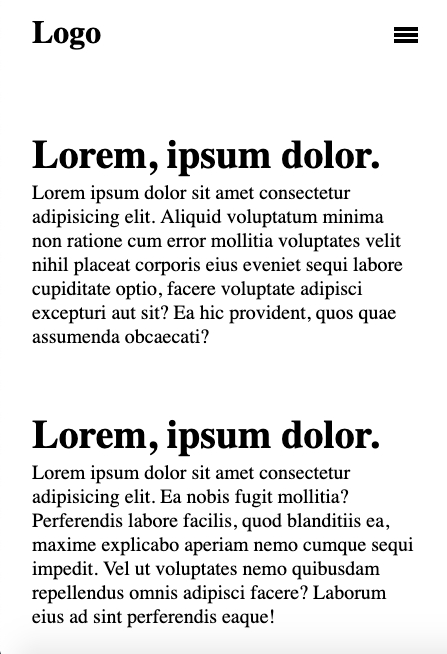 Logo
Lorem, ipsum dolor.
Lorem ipsum dolor sit amet consectetur
adipisicing elit. Aliquid voluptatum minima
non ratione cum error mollitia voluptates velit
nihil placeat corporis eius eveniet sequi labore
cupiditate optio, facere voluptate adipisci
excepturi aut sit? Ea hic provident, quos quae
assumenda obcaecati?
Lorem, ipsum dolor.
Lorem ipsum dolor sit amet consectetur
adipisicing elit. Ea nobis fugit mollitia?
Perferendis labore facilis, quod blanditiis ea,
maxime explicabo aperiam nemo cumque sequi
impedit. Vel ut voluptates nemo quibusdam
repellendus omnis adipisci facere? Laborum
eius ad sint perferendis eaque!